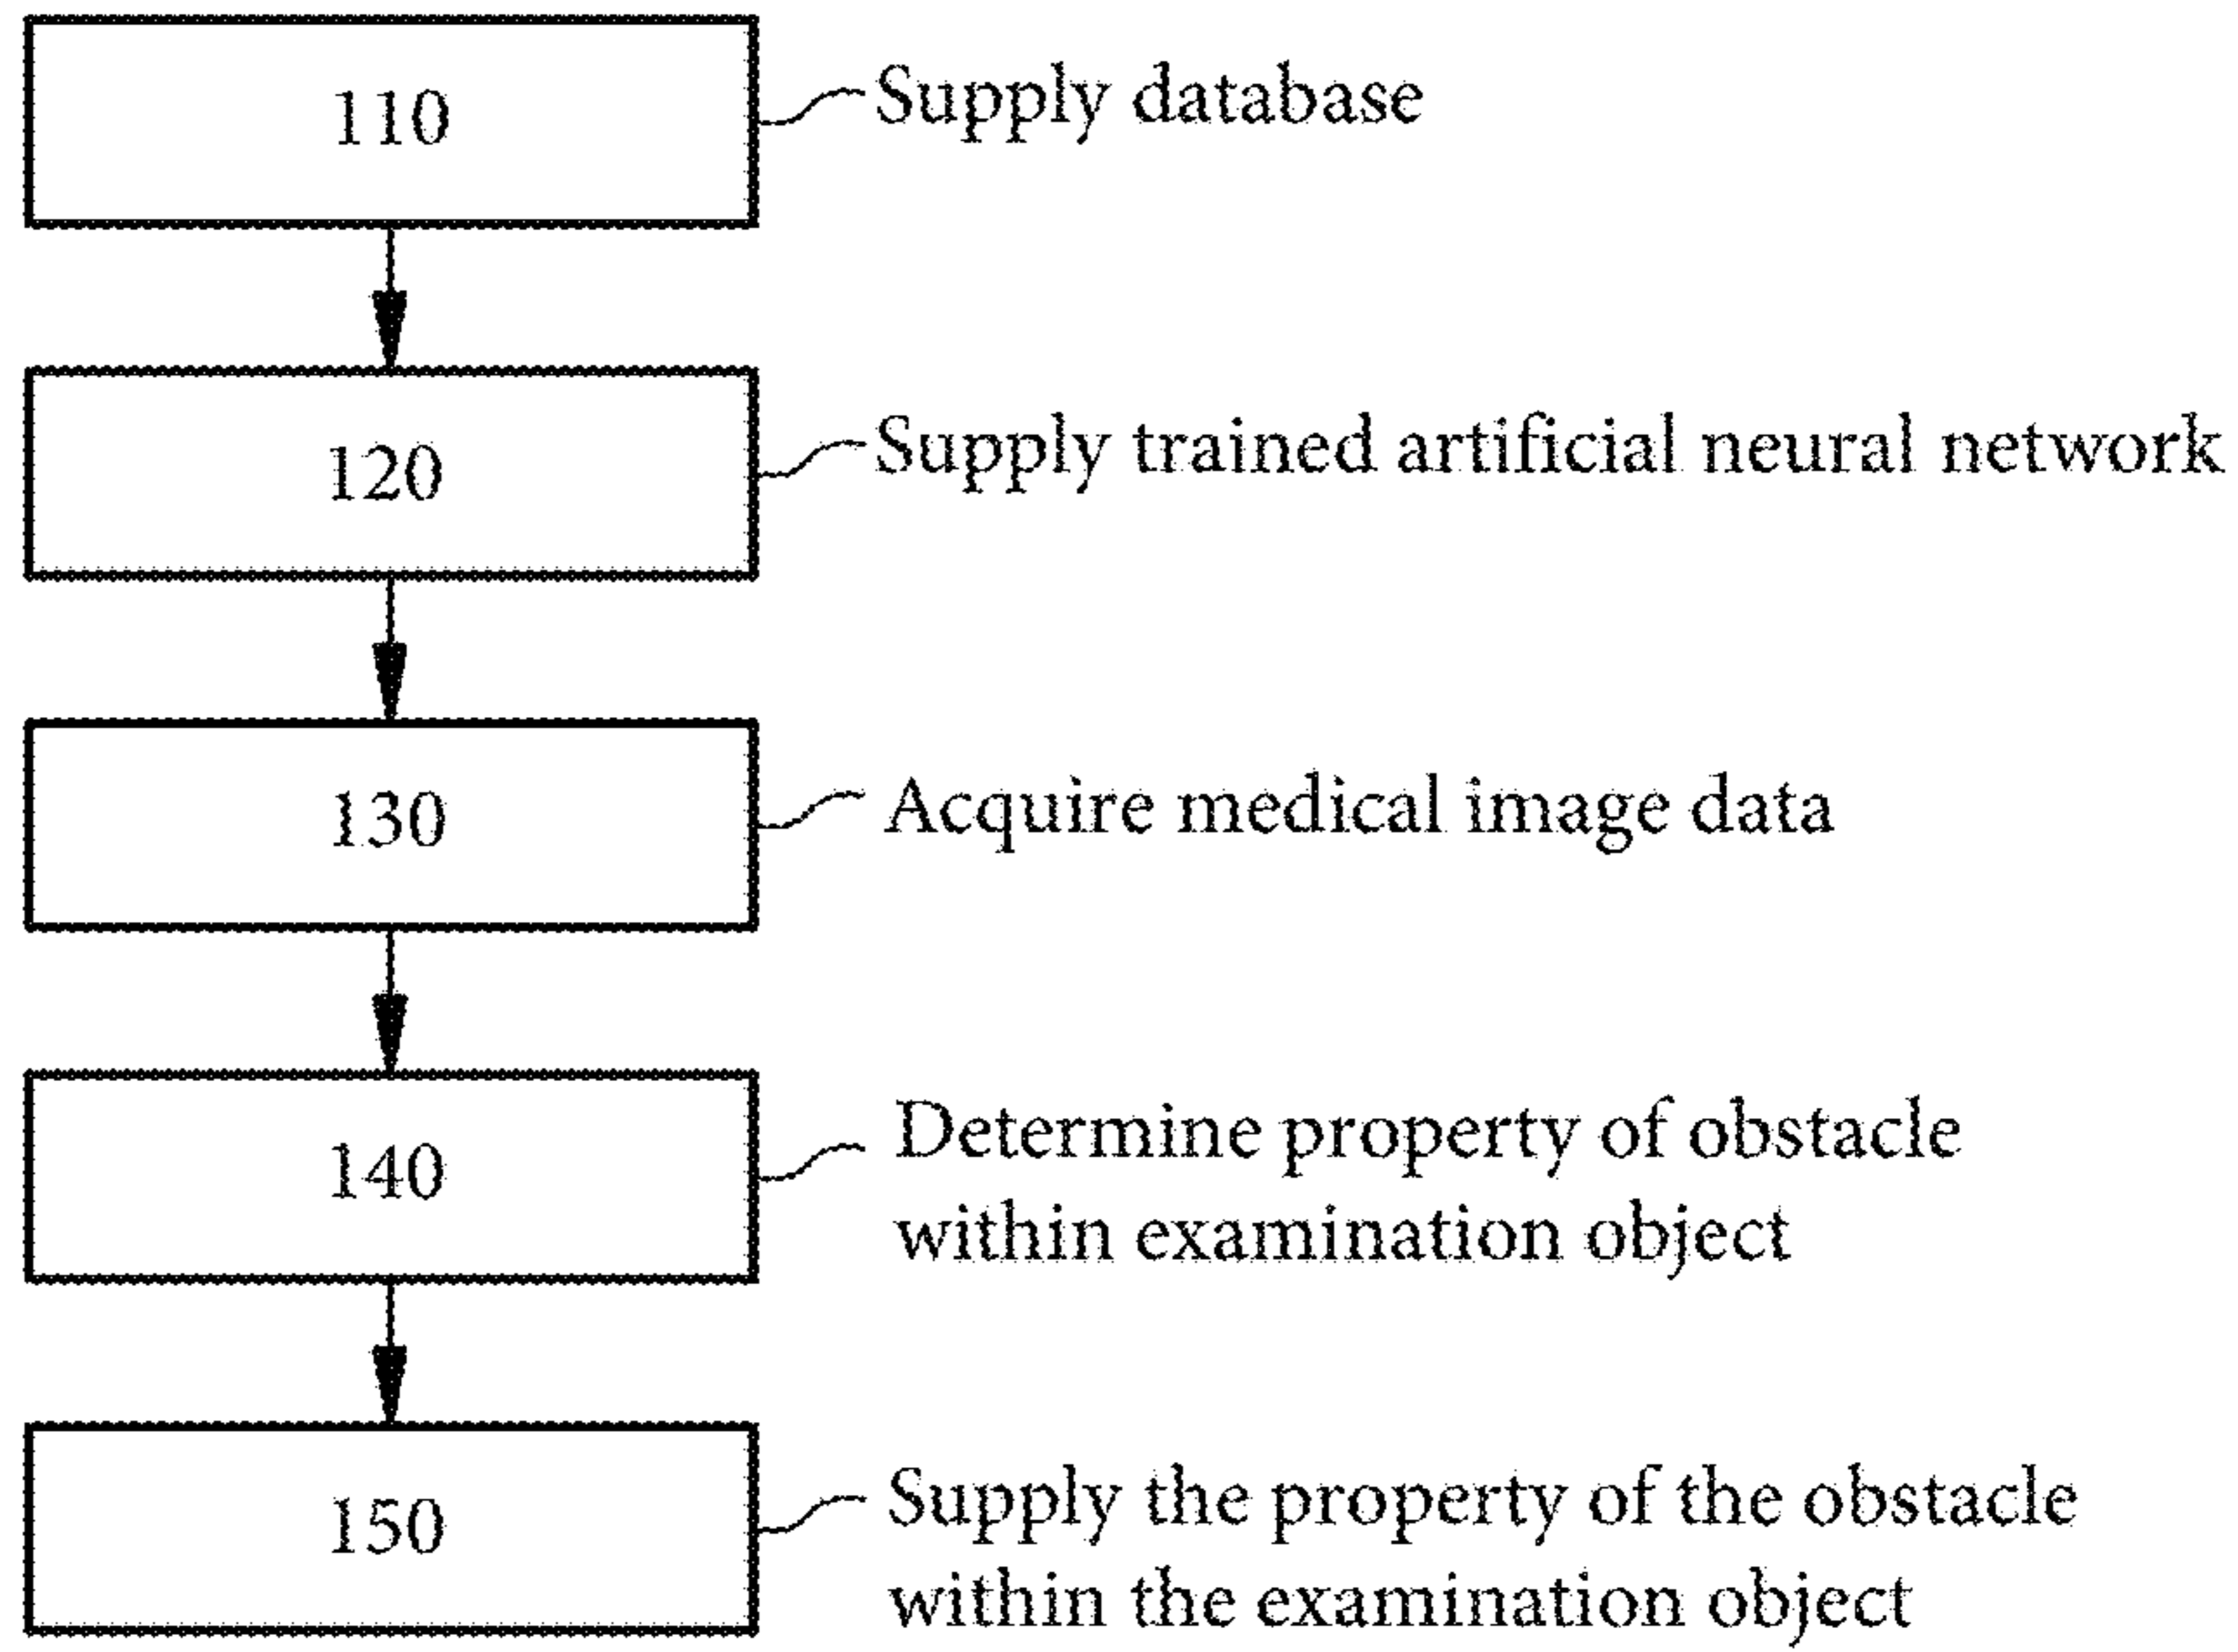 110
Supply database
120
Supply trained artificial neural network
130
Acquire medical image data
140
Determine property of obstacle
within examination object
150
Supply the property of the obstacle
within the examination object